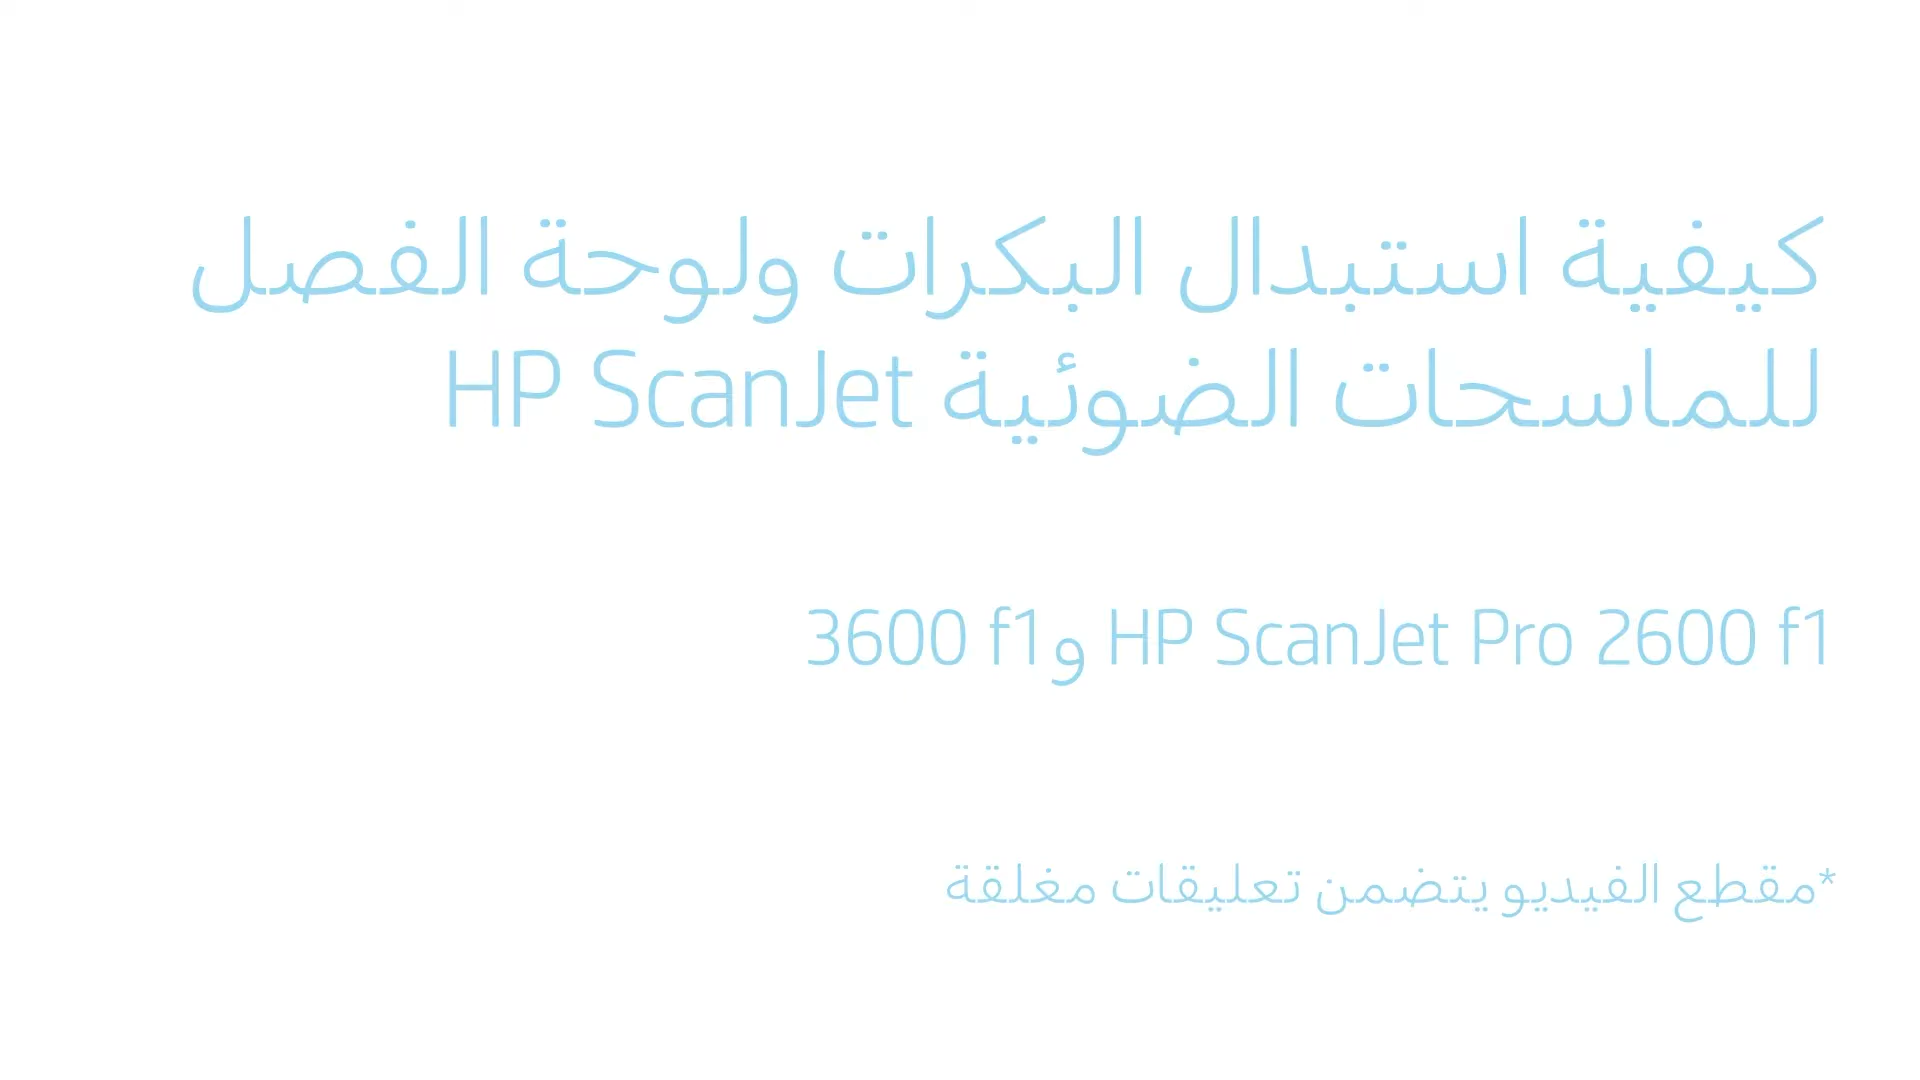 كيفية استبدال البكرات ولوحة الفصل
للماسحات الضوئية HP ScanJet
HP ScanJet Pro 2600 f1 و3600 f1
*مقطع الفيديو يتضمن تعليقات مغلقة